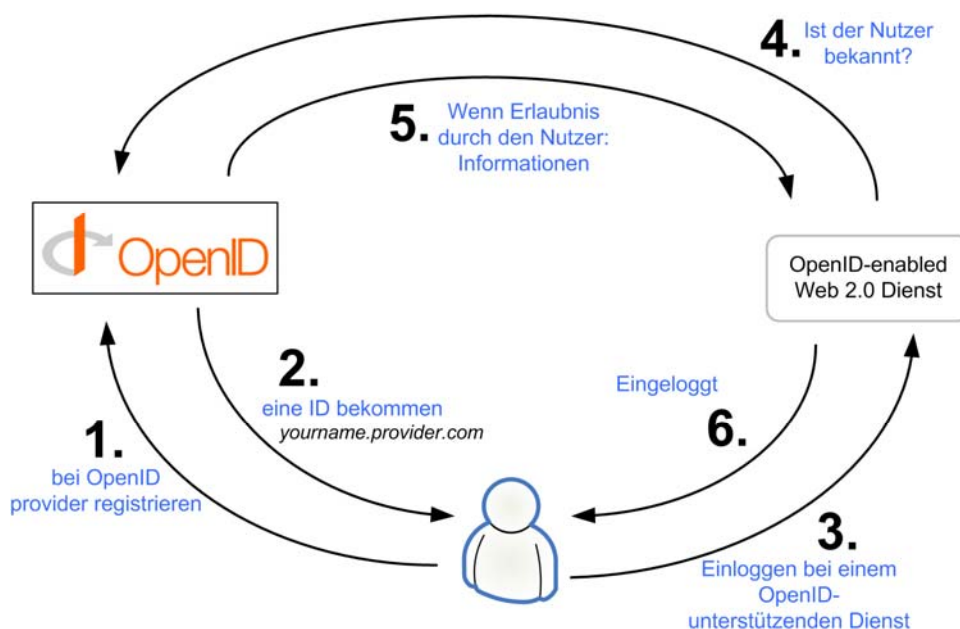 4. Ist der Nutzer
bekannt?
5. Wenn Erlaubnis
durch den Nutzer:
Informationen
OpenID
OpenID-enabled
Web 2.0 Dienst
2.
eine ID bekommen
yourname.provider.com
Eingeloggt
6.
1.
bei OpenID
provider registrieren
3.
Einloggen bei einem
OpenID-
unterstützenden Dienst